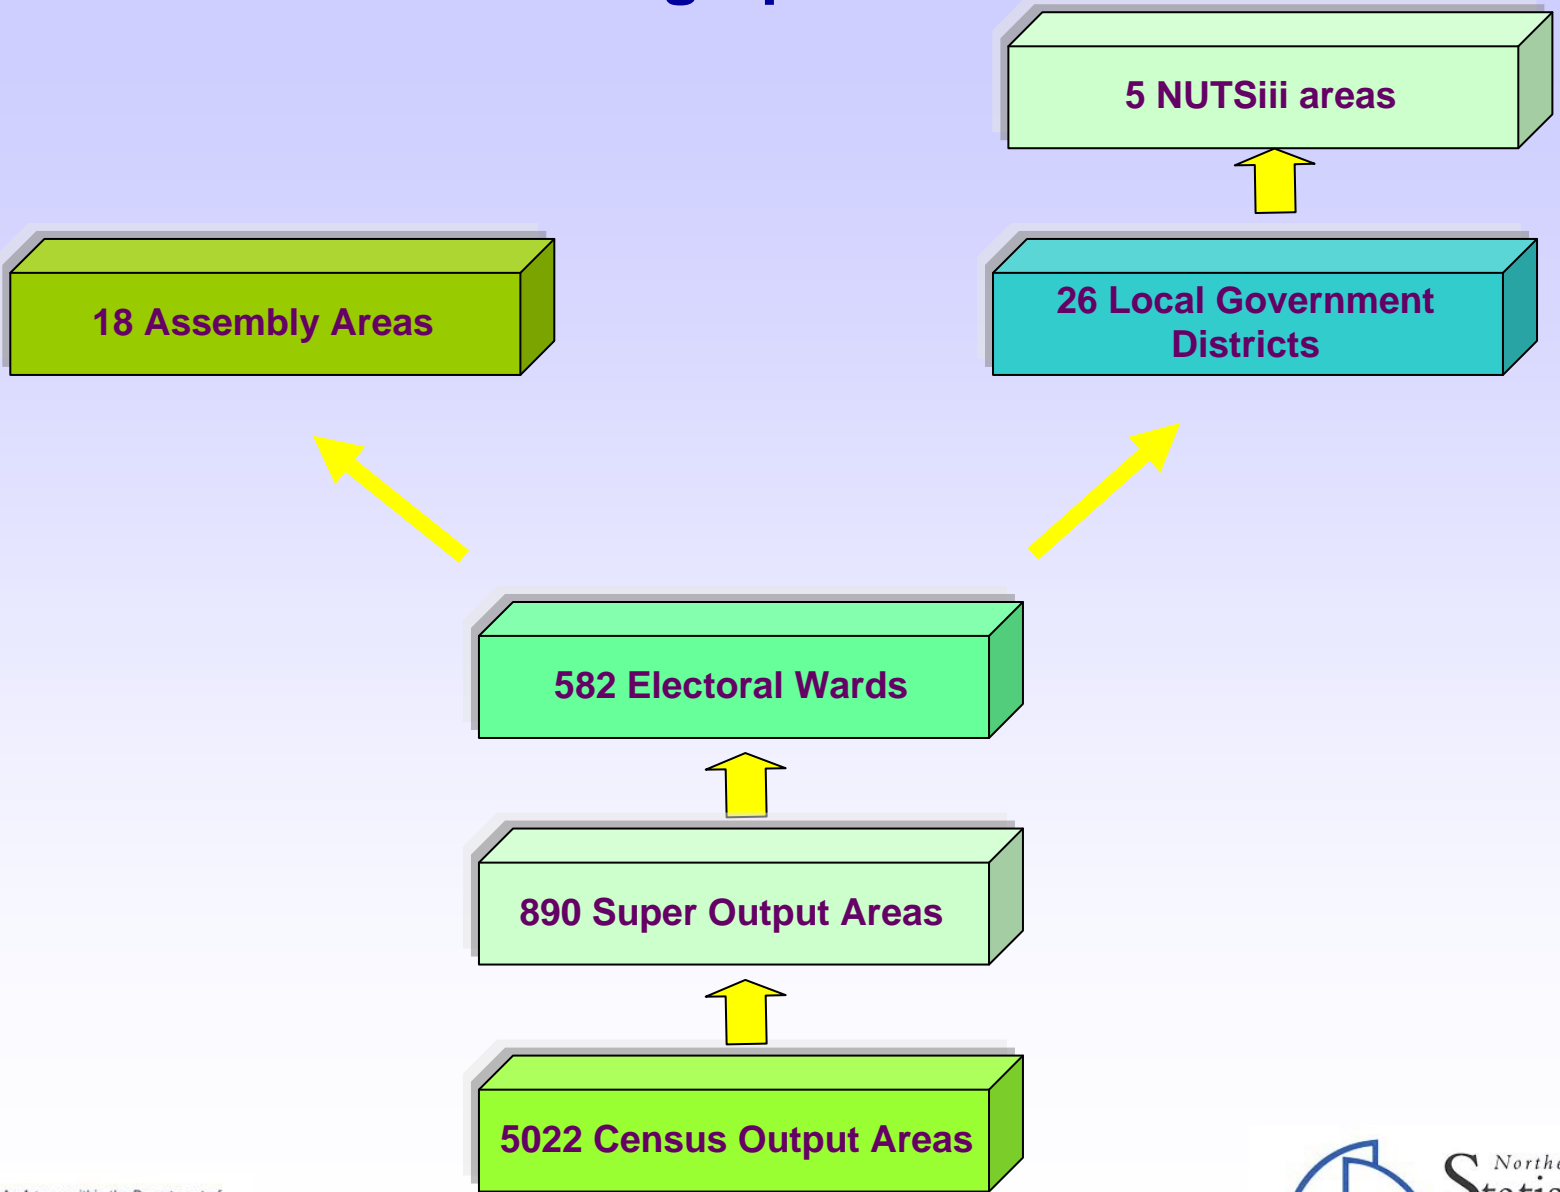 5 NUTSiii areas
18 Assembly Areas
26 Local Government
Districts
582 Electoral Wards
890 Super Output Areas
5022 Census Output Areas